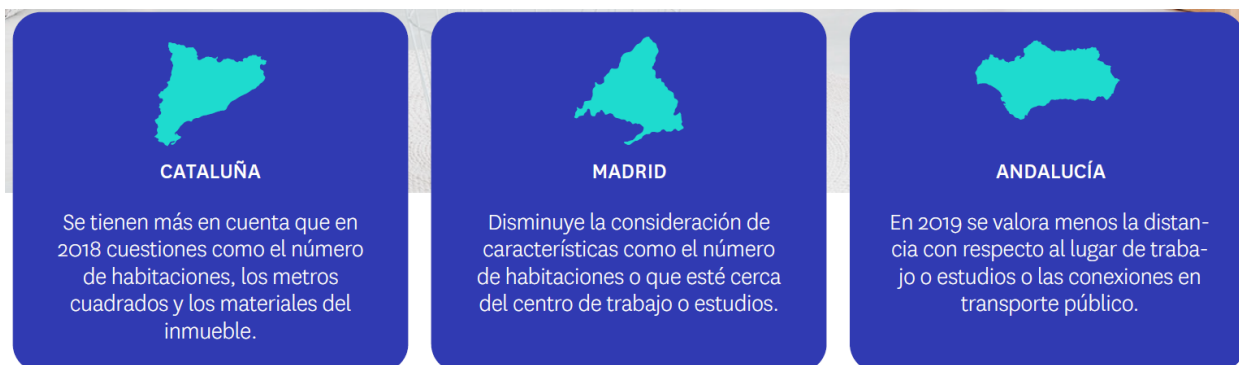 CATALUÑA
Se tienen más en cuenta que en
2018 cuestiones como el número
de habitaciones, los metros
cuadrados y los materiales del
inmueble.
MADRID
Disminuye la consideración de
características como el número
de habitaciones o que esté cerca
del centro de trabajo o estudios.
ANDALUCÍA
En 2019 se valora menos la distan-
cia con respecto al lugar de traba-
jo o estudios o las conexiones en
transporte público.